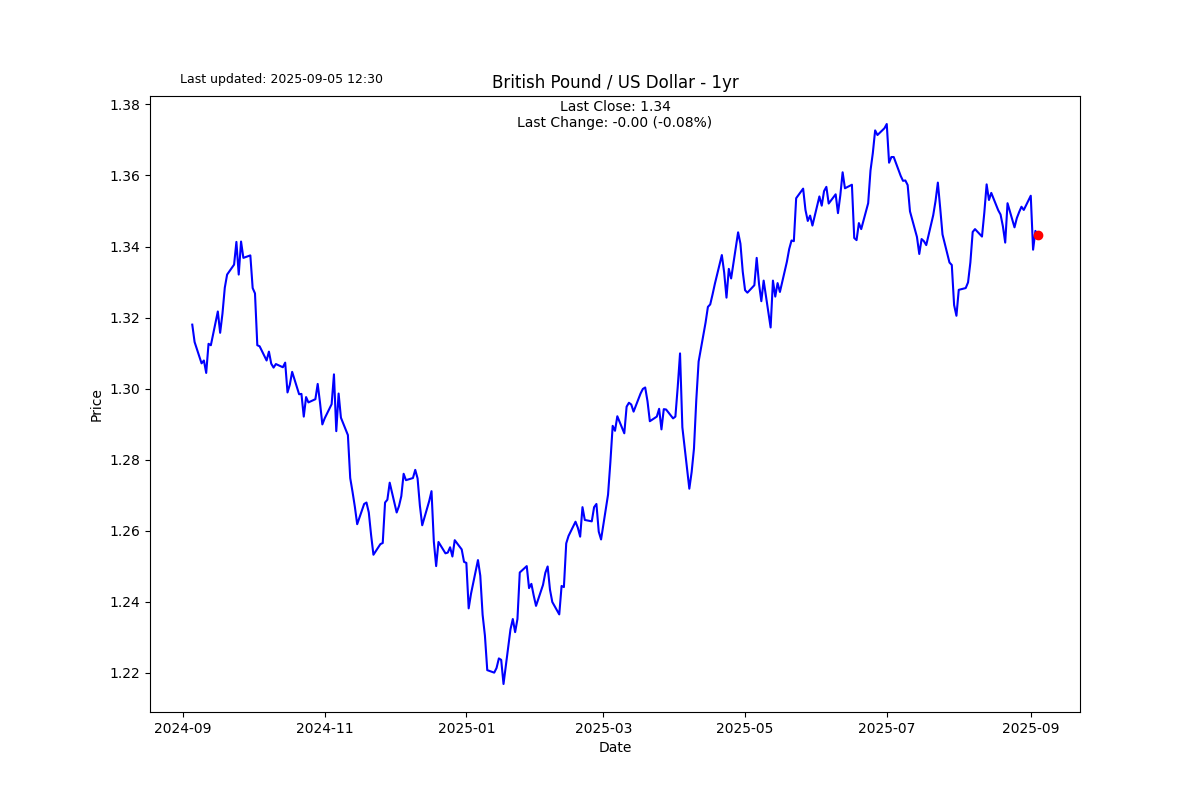 Last updated: 2025-09-05 12:30
British Pound / US Dollar - 1yr
Last Close: 1.34
Last Change: -0.00 (-0.08%)
1.38
1.36
1.34
1.32
1.30
1.28
1.26
1.24
1.22
Price
2024-09 2024-11 2025-01 2025-03 2025-05 2025-07 2025-09
Date